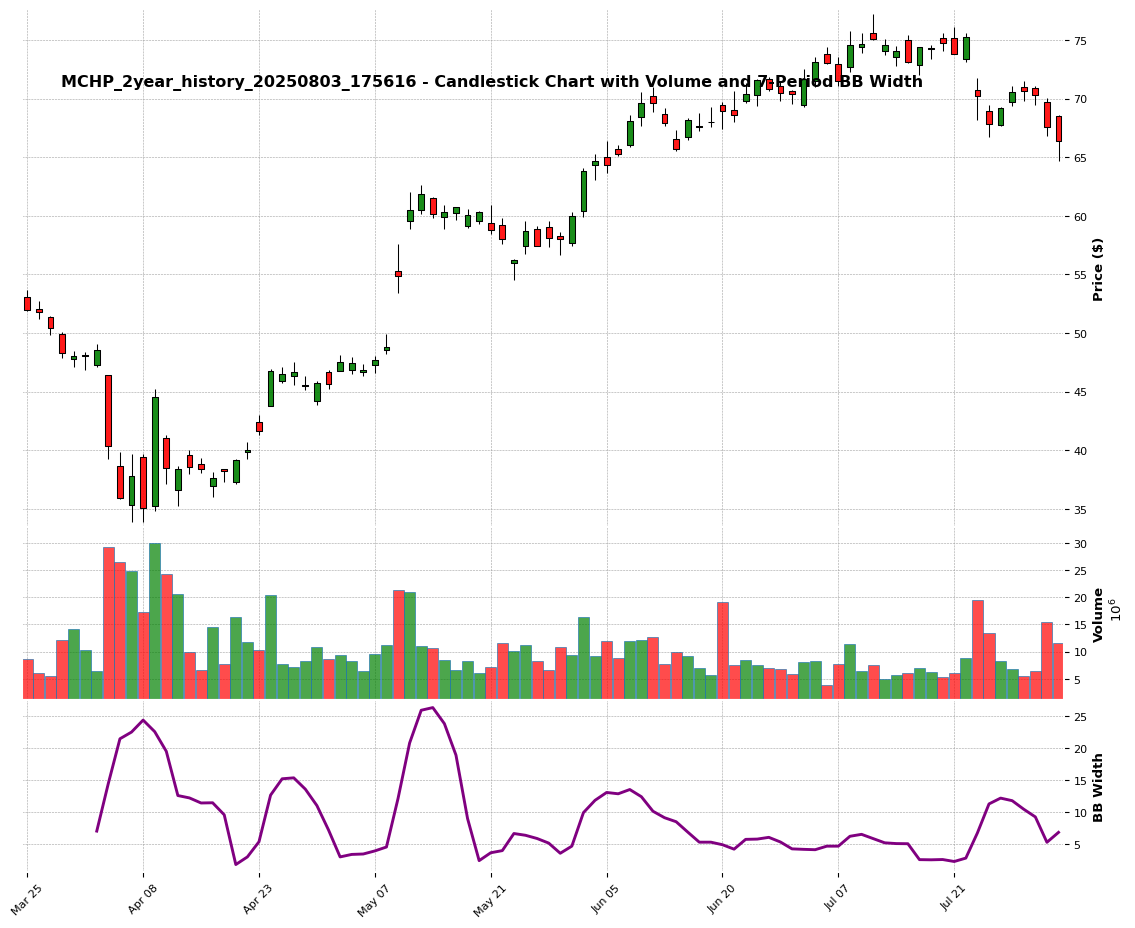 MCHP_2year_history_20250803_175616 - Candlestick Chart with Volume and 7-Period BB Width
75
70
65
60
55
50
45
40
35
Price ($)
30
25
20
15
10
5
Volume
10^6
25
20
15
10
5
BB Width
Mar 25
Apr 08
Apr 23
May 07
May 21
Jun 05
Jun 20
Jul 07
Jul 21